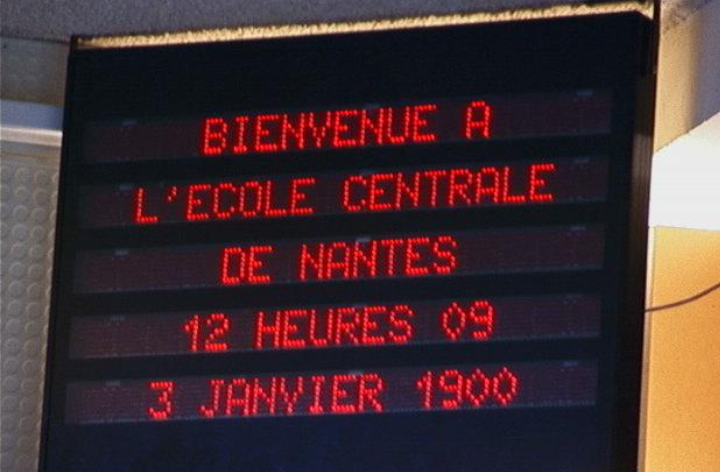 BIENVENUE A
L'ECOLE CENTRALE
DE NANTES
12 HEURES 09
3 JANVIER 1900